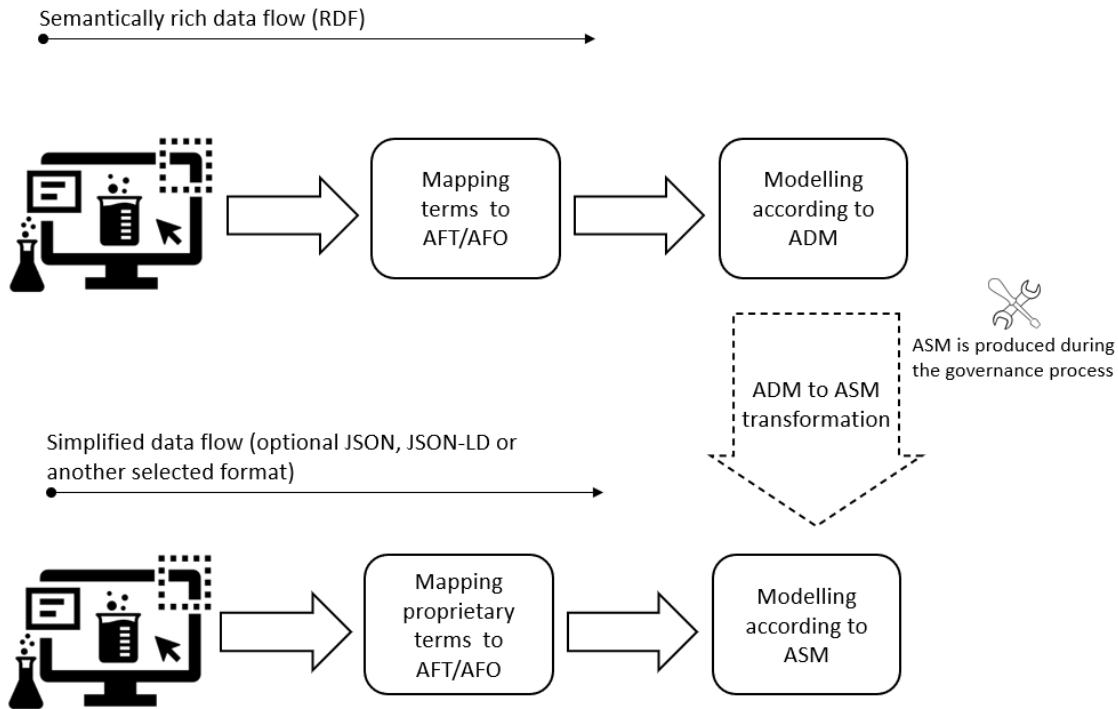 Semantically rich data flow (RDF)
Mapping
terms to
AFT/AFO
Modelling
according to
ADM
ASM is produced during
the governance process
ADM to ASM
transformation
Simplified data flow (optional JSON, JSON-LD or
another selected format)
Mapping
proprietary
terms to
AFT/AFO
Modelling
according to
ASM